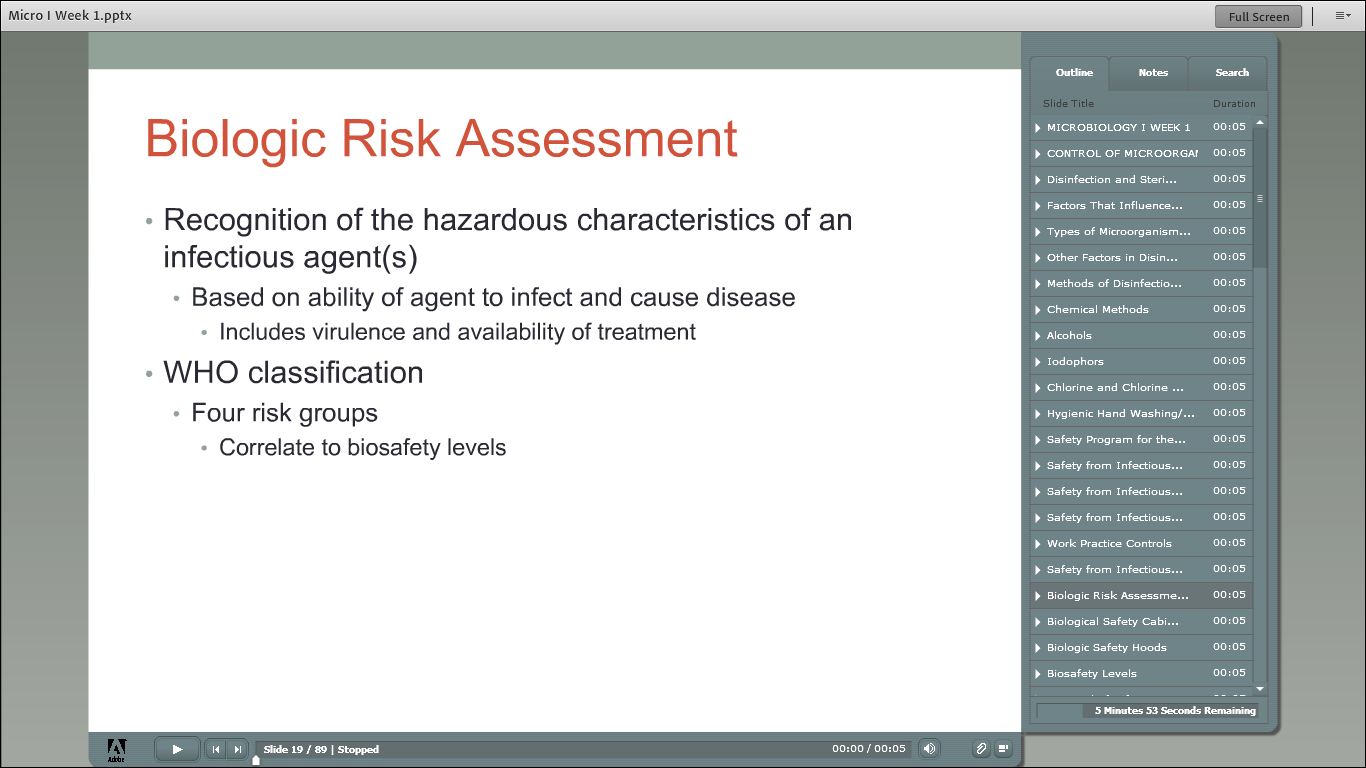 Micro I Week 1.pptx
Full Screen
Biologic Risk Assessment
• Recognition of the hazardous characteristics of an
infectious agent(s)
• Based on ability of agent to infect and cause disease
• Includes virulence and availability of treatment
• WHO classification
• Four risk groups
• Correlate to biosafety levels
Outline Notes Search
Slide Title Duration
MICROBIOLOGY I WEEK 1 00:05
CONTROL OF MICROORGAN 00:05
Disinfection and Steri... 00:05
Factors That Influence... 00:05
Types of Microorganism... 00:05
Other Factors in Disin... 00:05
Methods of Disinfectio... 00:05
Chemical Methods 00:05
Alcohols 00:05
Iodophors 00:05
Chlorine and Chlorine ... 00:05
Hygienic Hand Washing/... 00:05
Safety Program for the... 00:05
Safety from Infectious... 00:05
Safety from Infectious... 00:05
Safety from Infectious... 00:05
Work Practice Controls 00:05
Safety from Infectious... 00:05
Biologic Risk Assessme... 00:05
Biological Safety Cabi... 00:05
Biologic Safety Hoods 00:05
Biosafety Levels 00:05
5 Minutes 53 Seconds Remaining
Adobe
Slide 19 / 89 | Stopped
00:00 / 00:05